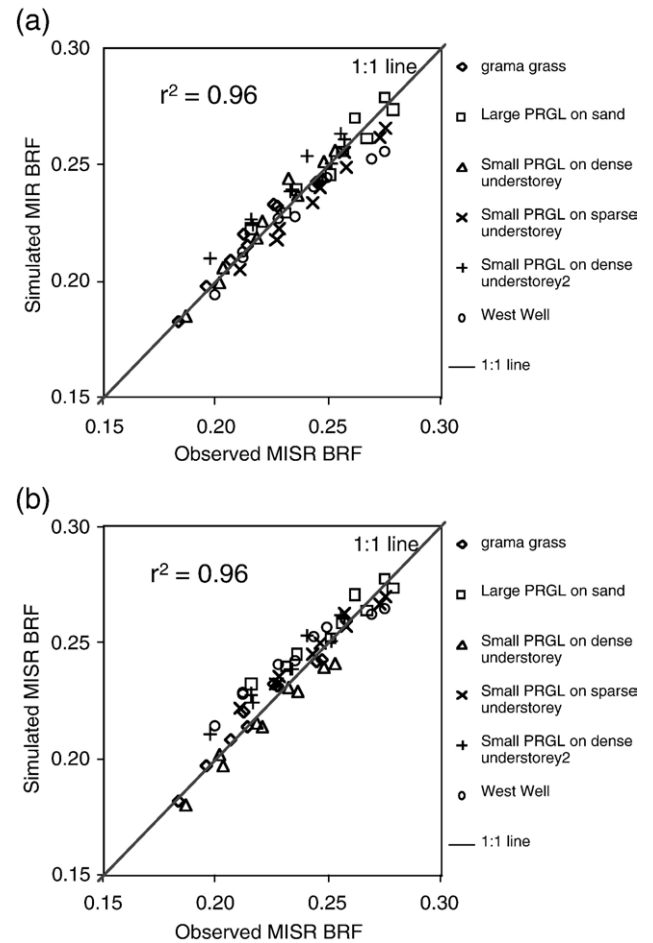 (a)
0.30
0.25
0.20
0.15
Simulated MIR BRF
1:1 line
r² = 0.96
0.15 0.20 0.25 0.30
Observed MISR BRF
grama grass
Large PRGL on sand
Small PRGL on dense
understorey
Small PRGL on sparse
understorey
Small PRGL on dense
understorey2
West Well
1:1 line
(b)
0.30
0.25
0.20
0.15
Simulated MISR BRF
1:1 line
r² = 0.96
0.15 0.20 0.25 0.30
Observed MISR BRF
grama grass
Large PRGL on sand
Small PRGL on dense
understorey
Small PRGL on sparse
understorey
Small PRGL on dense
understorey2
West Well
1:1 line